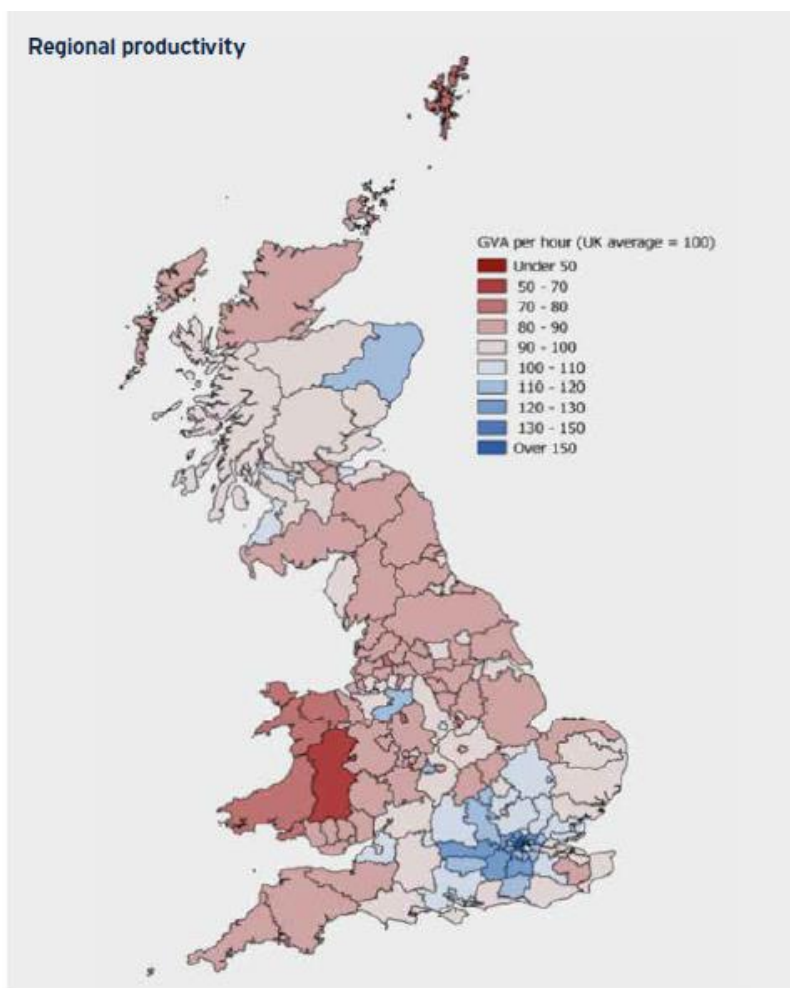 Regional productivity
GVA per hour (UK average = 100)
Under 50
50 - 70
70 - 80
80 - 90
90 - 100
100 - 110
110 - 120
120 - 130
130 - 150
Over 150